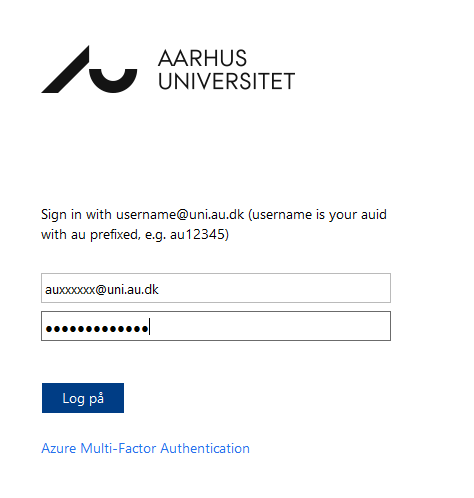 AARHUS
UNIVERSITET
Sign in with username@uni.au.dk (username is your auid
with au prefixed, e.g. au12345)
auxxxxxx@uni.au.dk
●●●●●●●●●●●●●
Log på
Azure Multi-Factor Authentication